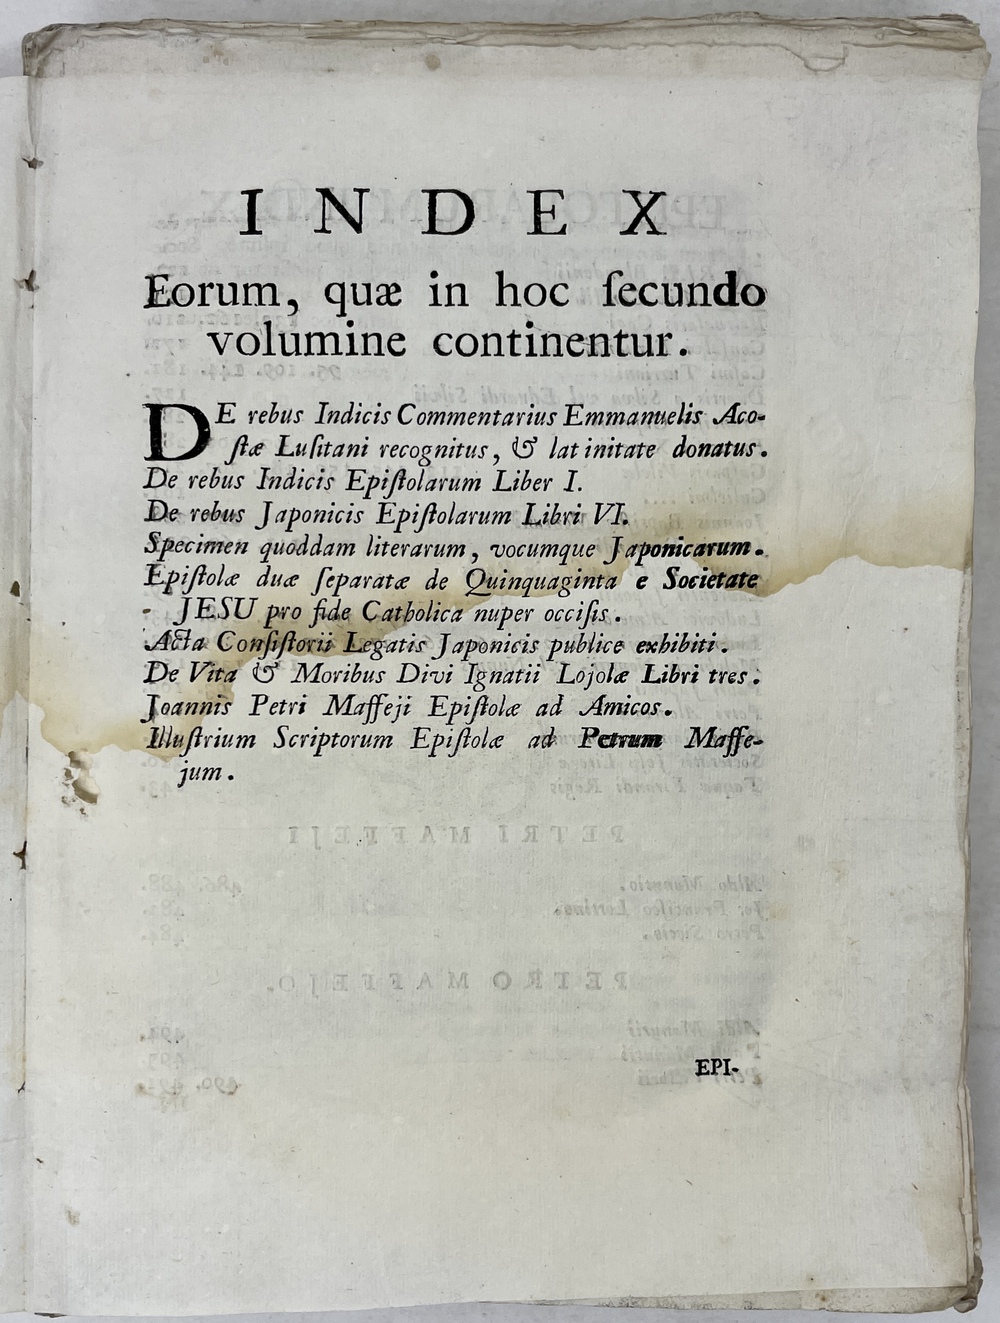 INDEX
Eorum, quæ in hoc ſecundo
volumine continentur.
DE rebus Indicis Commentarius Emmanuelis Aco-
ſtæ Luſitani recognitus, & latinitate donatus.
De rebus Indicis Epiſtolarum Liber I.
De rebus Japonicis Epiſtolarum Libri VI.
Specimen quoddam literarum, vocumque Japonicarum.
Epiſtolæ duæ ſeparatæ de Quinquaginta e Societate
JESU pro fide Catholica nuper occiſis.
Acta Conſiſtorii Legatis Japonicis publice exhibiti.
De Vita & Moribus Divi Ignatii Lojolæ Libri tres.
Joannis Petri Maffeji Epiſtolæ ad Amicos.
Illuſtrium Scriptorum Epiſtolæ ad Petrum Maffe-
jum.
EPI-